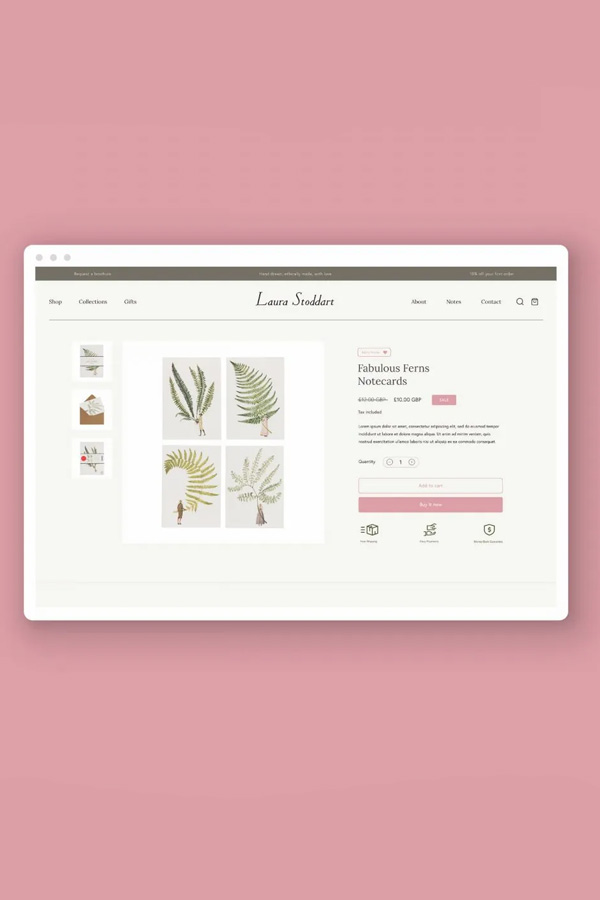 Request a brochure
Hand drawn, ethically made, with love
10% off your first order
Shop
Collections
Gifts
Laura Stoddart
About
Notes
Contact
Fabulous Ferns
Notecards
£12.00 GBP
£10.00 GBP
SALE
Tax included
Lorem ipsum dolor sit amet, consectetur adipiscing elit, sed do eiusmod tempor
incididunt ut labore et dolore magna aliqua. Ut enim ad minim veniam, quis
nostrud exercitation ullamco laboris nisi ut aliquip ex ea commodo consequat.
Quantity
1
Add to cart
Buy it now
Free Shipping
Easy Payments
Money-Back Guarantee